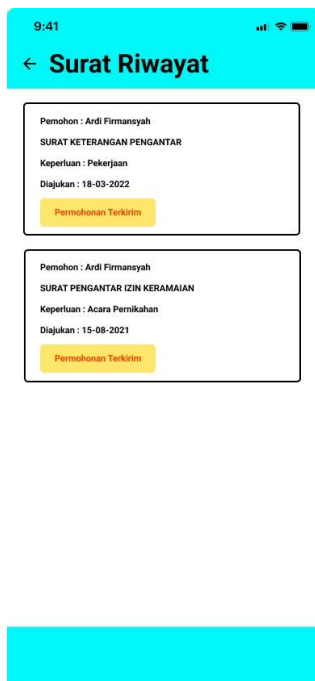 9:41
← Surat Riwayat
Pemohon : Ardi Firmansyah
SURAT KETERANGAN PENGANTAR
Keperluan : Pekerjaan
Diajukan : 18-03-2022
Permohonan Terkirim
Pemohon : Ardi Firmansyah
SURAT PENGANTAR IZIN KERAMAIAN
Keperluan : Acara Pernikahan
Diajukan : 15-08-2021
Permohonan Terkirim